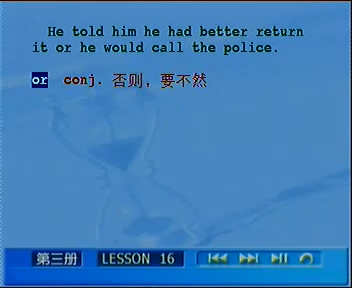 He told him he had better return
it or he would call the police.
or conj. 否则，要不然
第三册 LESSON 16